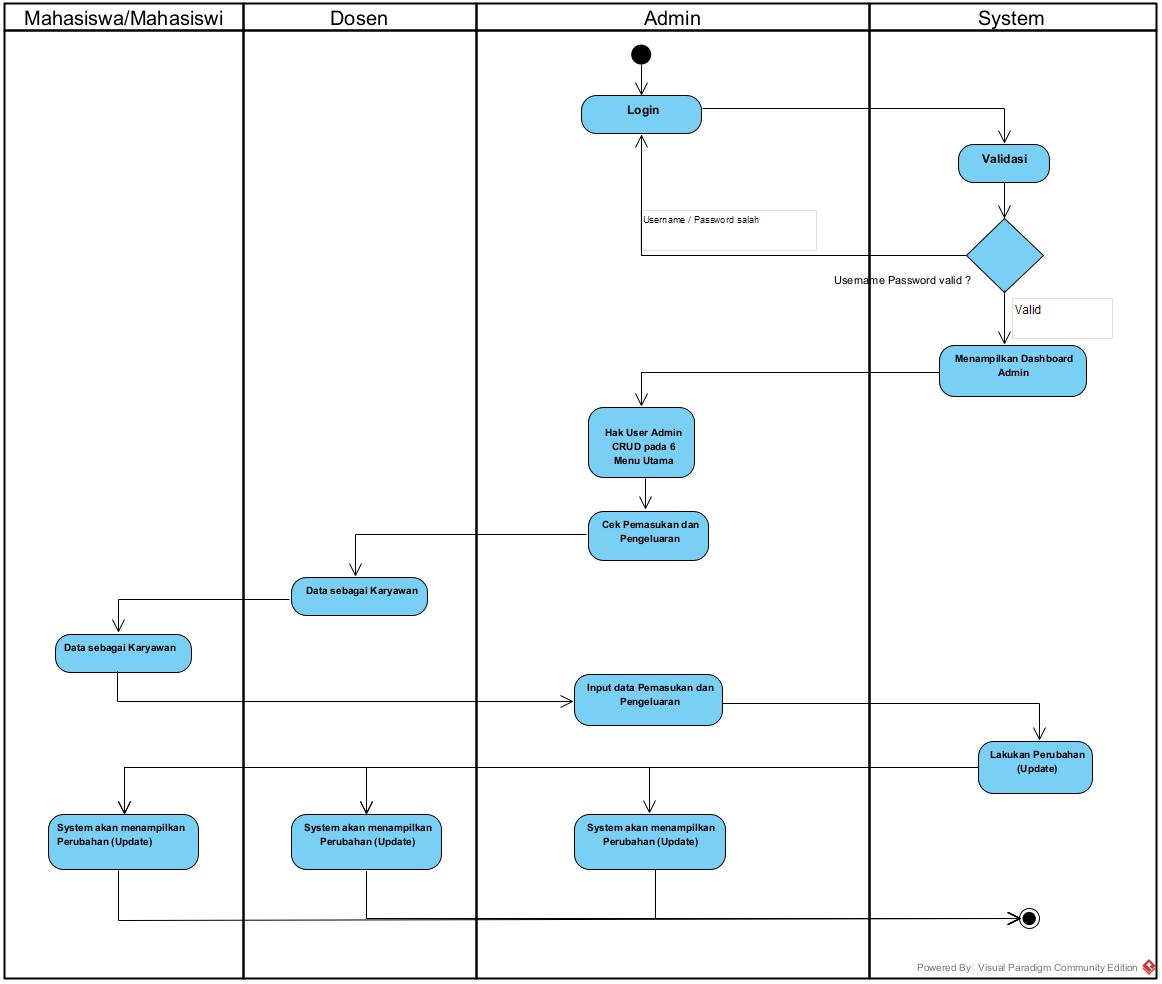 Mahasiswa/Mahasiswi
Dosen
Admin
System
Login
Validasi
Username / Password salah
Username Password valid ?
Valid
Menampilkan Dashboard
Admin
Hak User Admin
CRUD pada 6
Menu Utama
Cek Pemasukan dan
Pengeluaran
Data sebagai Karyawan
Data sebagai Karyawan
Input data Pemasukan dan
Pengeluaran
Lakukan Perubahan
(Update)
System akan menampilkan
Perubahan (Update)
System akan menampilkan
Perubahan (Update)
System akan menampilkan
Perubahan (Update)
Powered By Visual Paradigm Community Edition